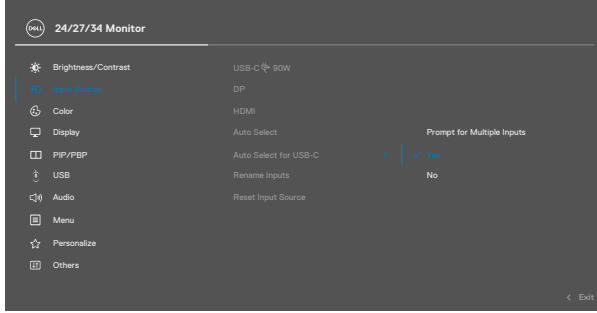 DELL
24/27/34 Monitor
Brightness/Contrast
Input Source
Color
Display
PIP/PBP
USB
Audio
Menu
Personalize
Others
USB-C 90W
DP
HDMI
Auto Select
Auto Select for USB-C
Rename Inputs
Reset Input Source
Prompt for Multiple Inputs
Yes
No
Exit